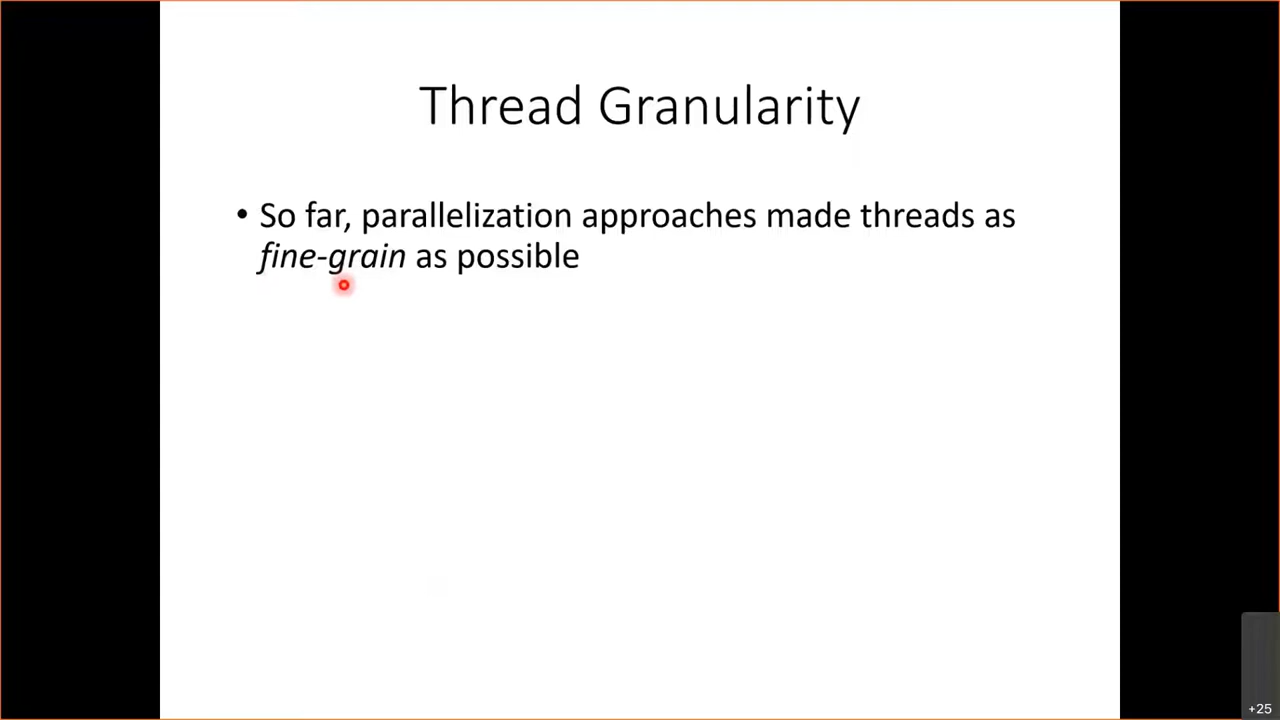 Thread Granularity
• So far, parallelization approaches made threads as
fine-grain as possible
+25